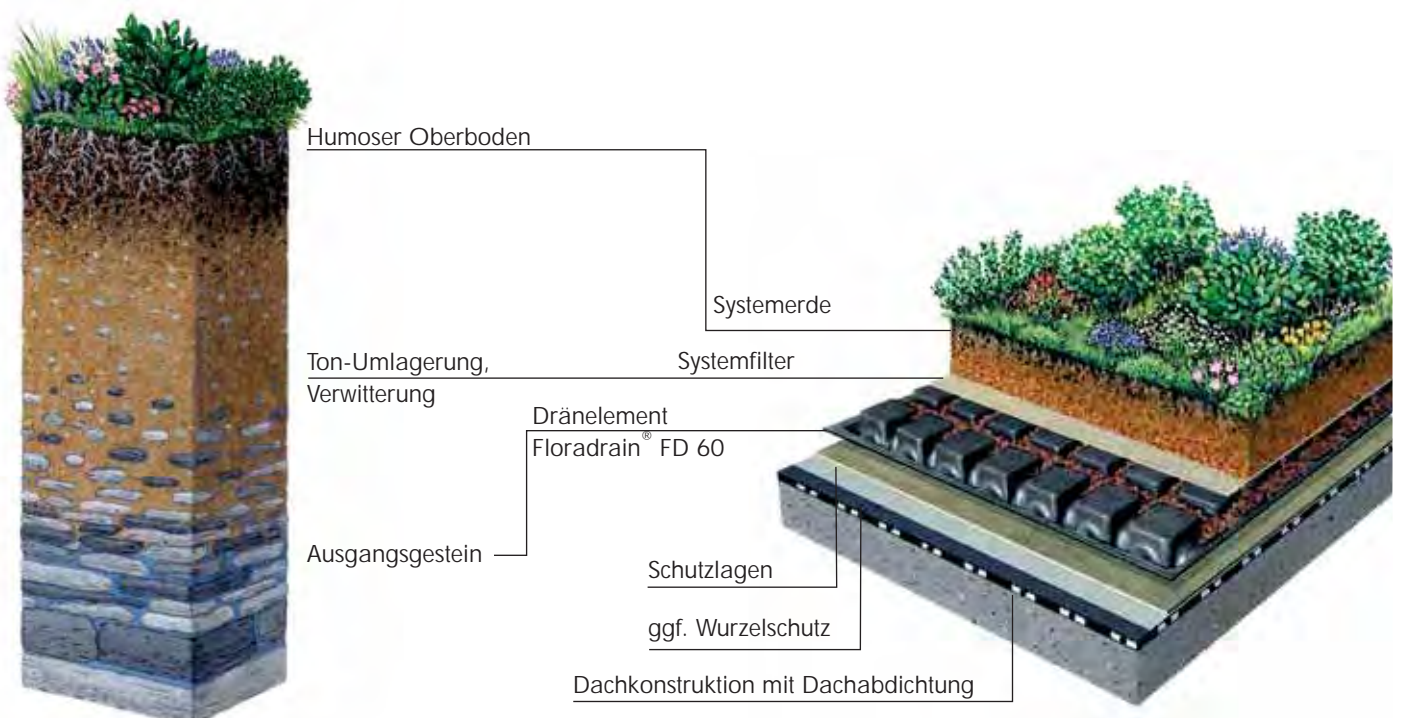 Humoser Oberboden
Systemerde
Ton-Umlagerung,
Verwitterung
Systemfilter
Dränelement
Floradrain® FD 60
Ausgangsgestein
Schutzlagen
ggf. Wurzelschutz
Dachkonstruktion mit Dachabdichtung